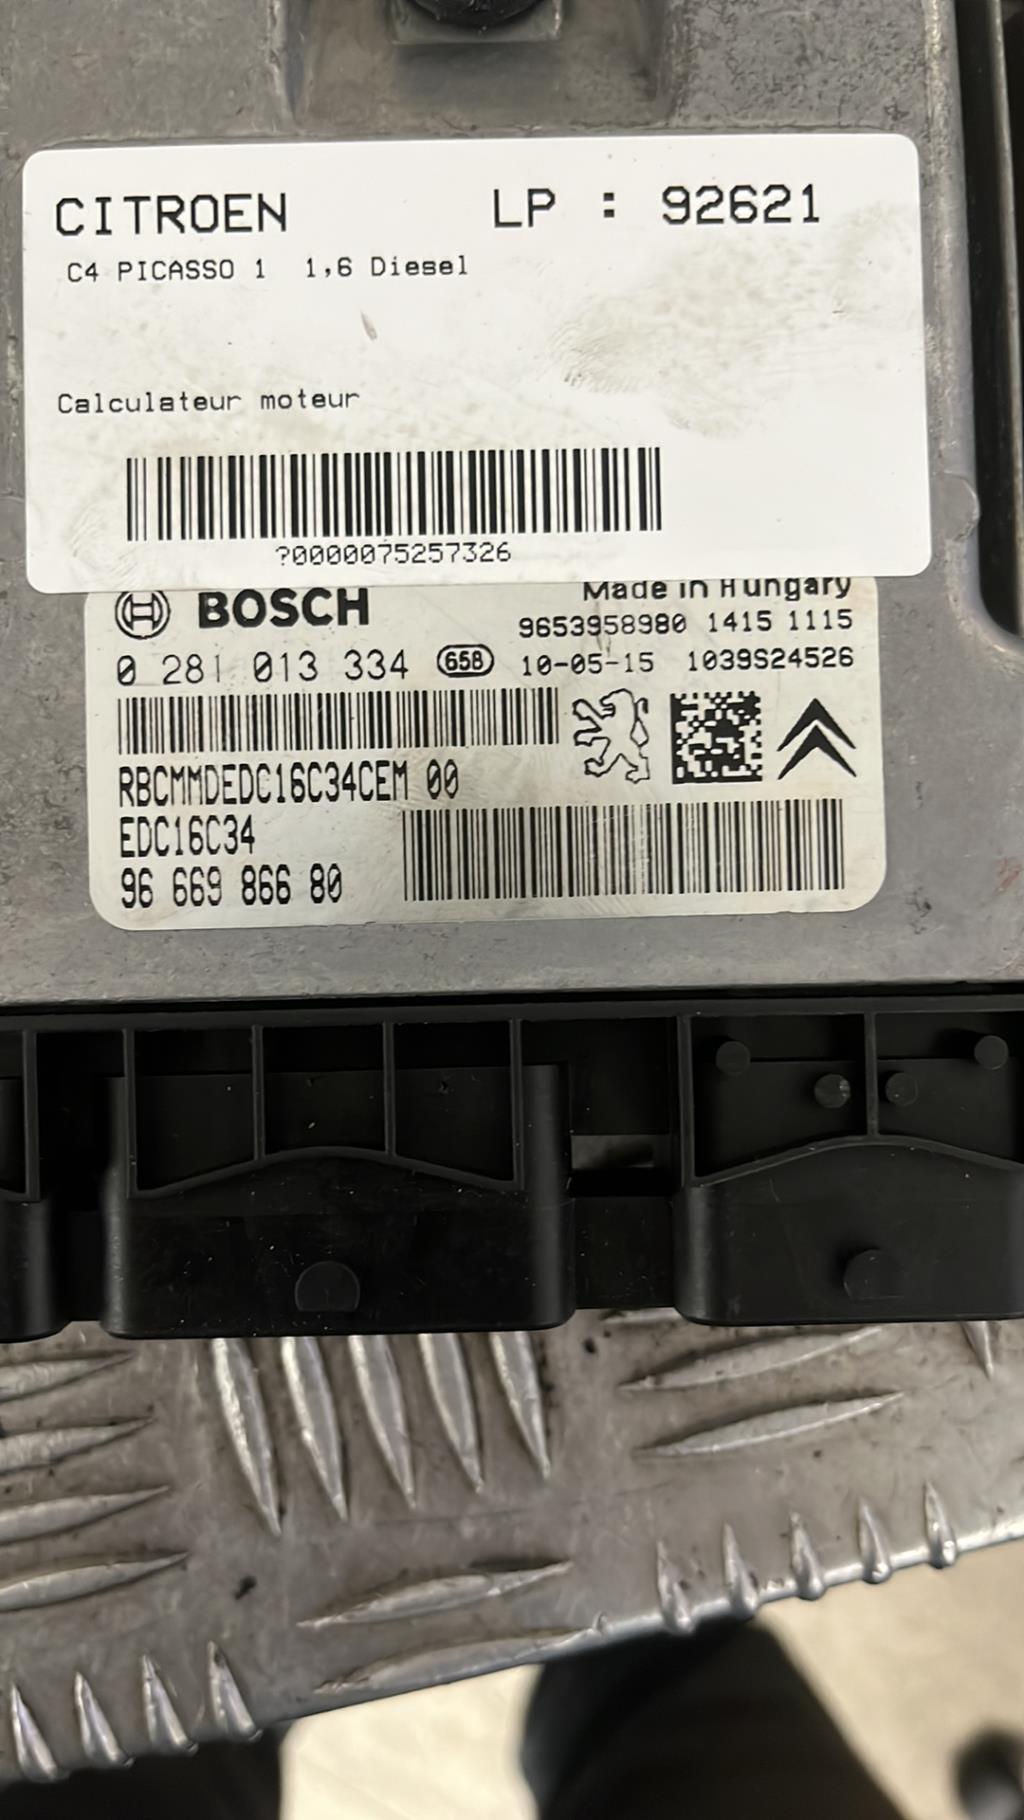 CITROEN LP : 92621
C4 PICASSO 1 1,6 Diesel
Calculateur moteur
?0000075257326
BOSCH Made in Hungary
9653958980 1415 1115
0 281 013 334 658 10-05-15 1039S24526
RBCMMDEDC16C34CEM 00
EDC16C34
96 669 866 80